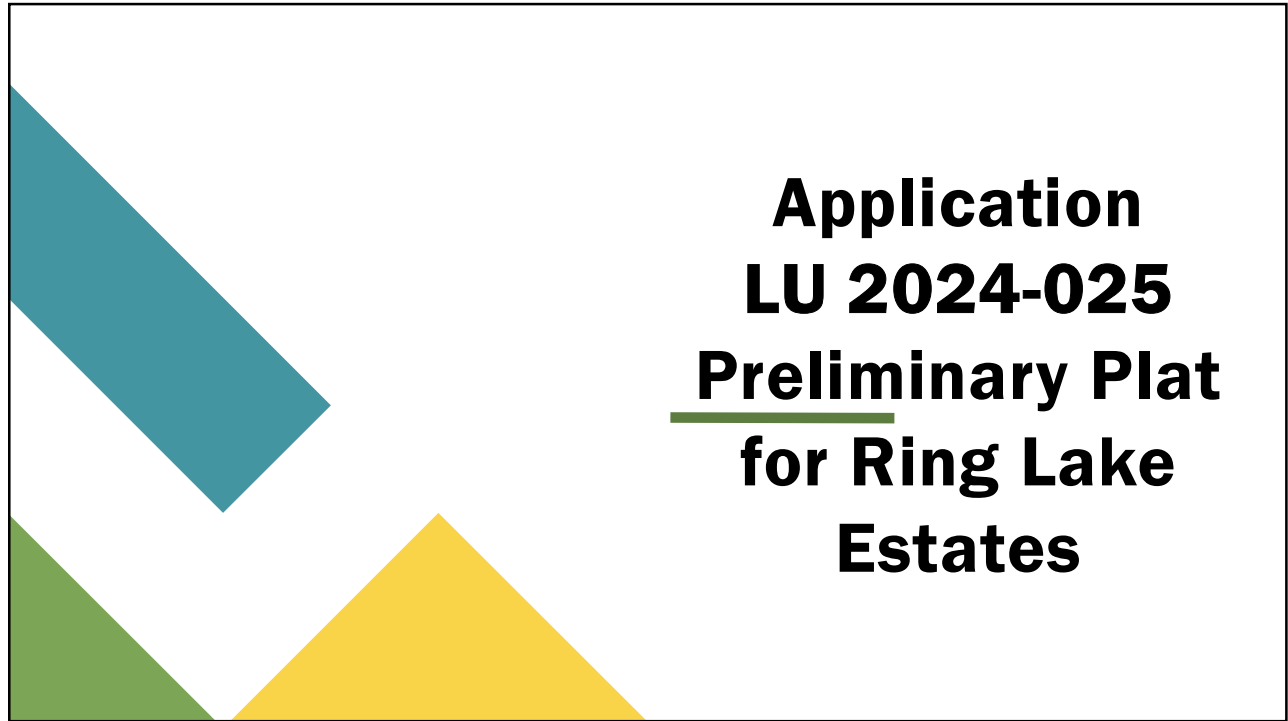 Application
LU 2024-025
Preliminary Plat
for Ring Lake
Estates